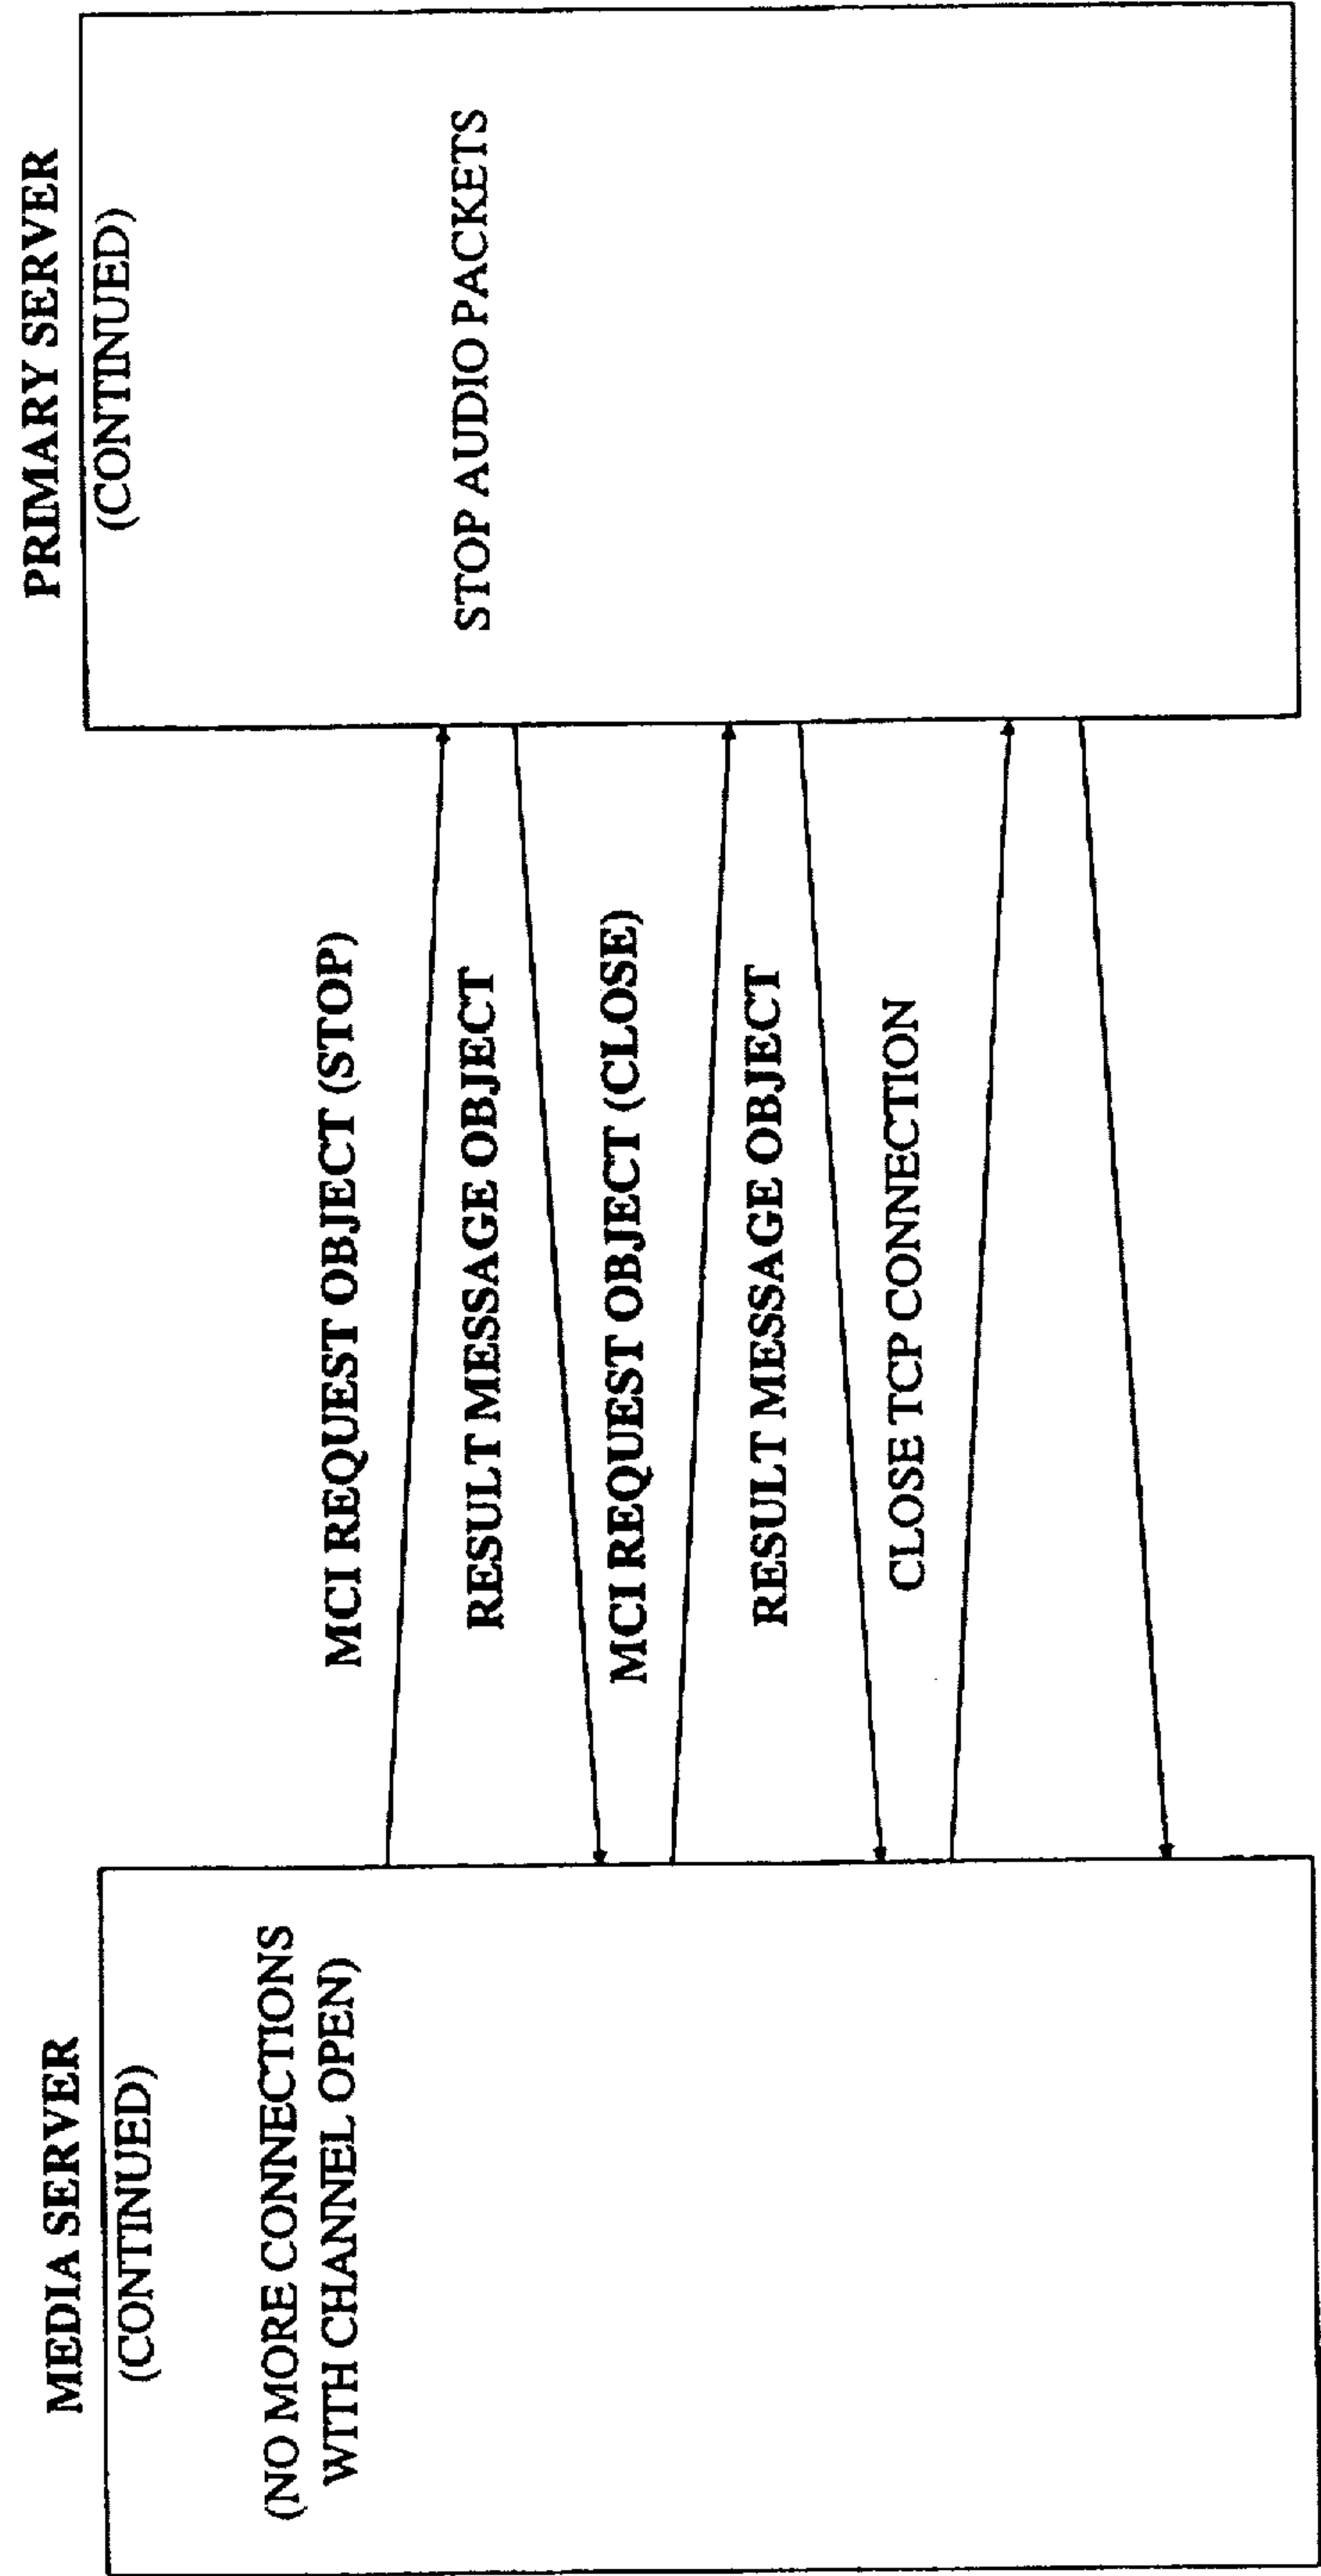 MEDIA SERVER
(CONTINUED)
(NO MORE CONNECTIONS
WITH CHANNEL OPEN)
MCI REQUEST OBJECT (STOP)
RESULT MESSAGE OBJECT
MCI REQUEST OBJECT (CLOSE)
RESULT MESSAGE OBJECT
CLOSE TCP CONNECTION
PRIMARY SERVER
(CONTINUED)
STOP AUDIO PACKETS